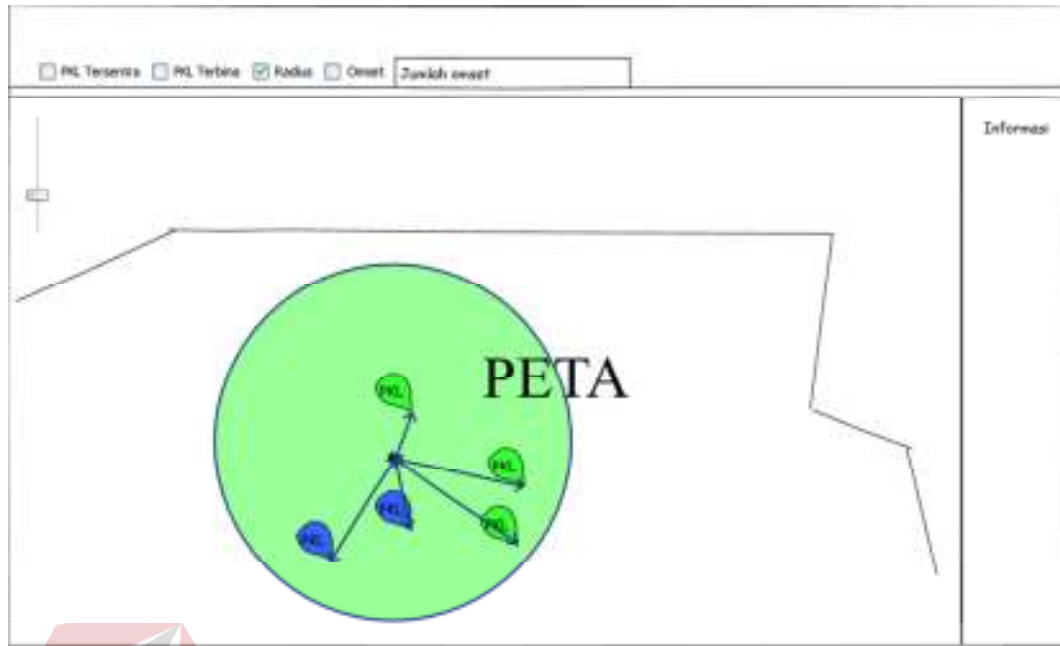 PKL Tersentra PKL Terbina Radius Omset Jumlah omset
Informasi
PETA
PKL
PKL
PKL
PKL
PKL